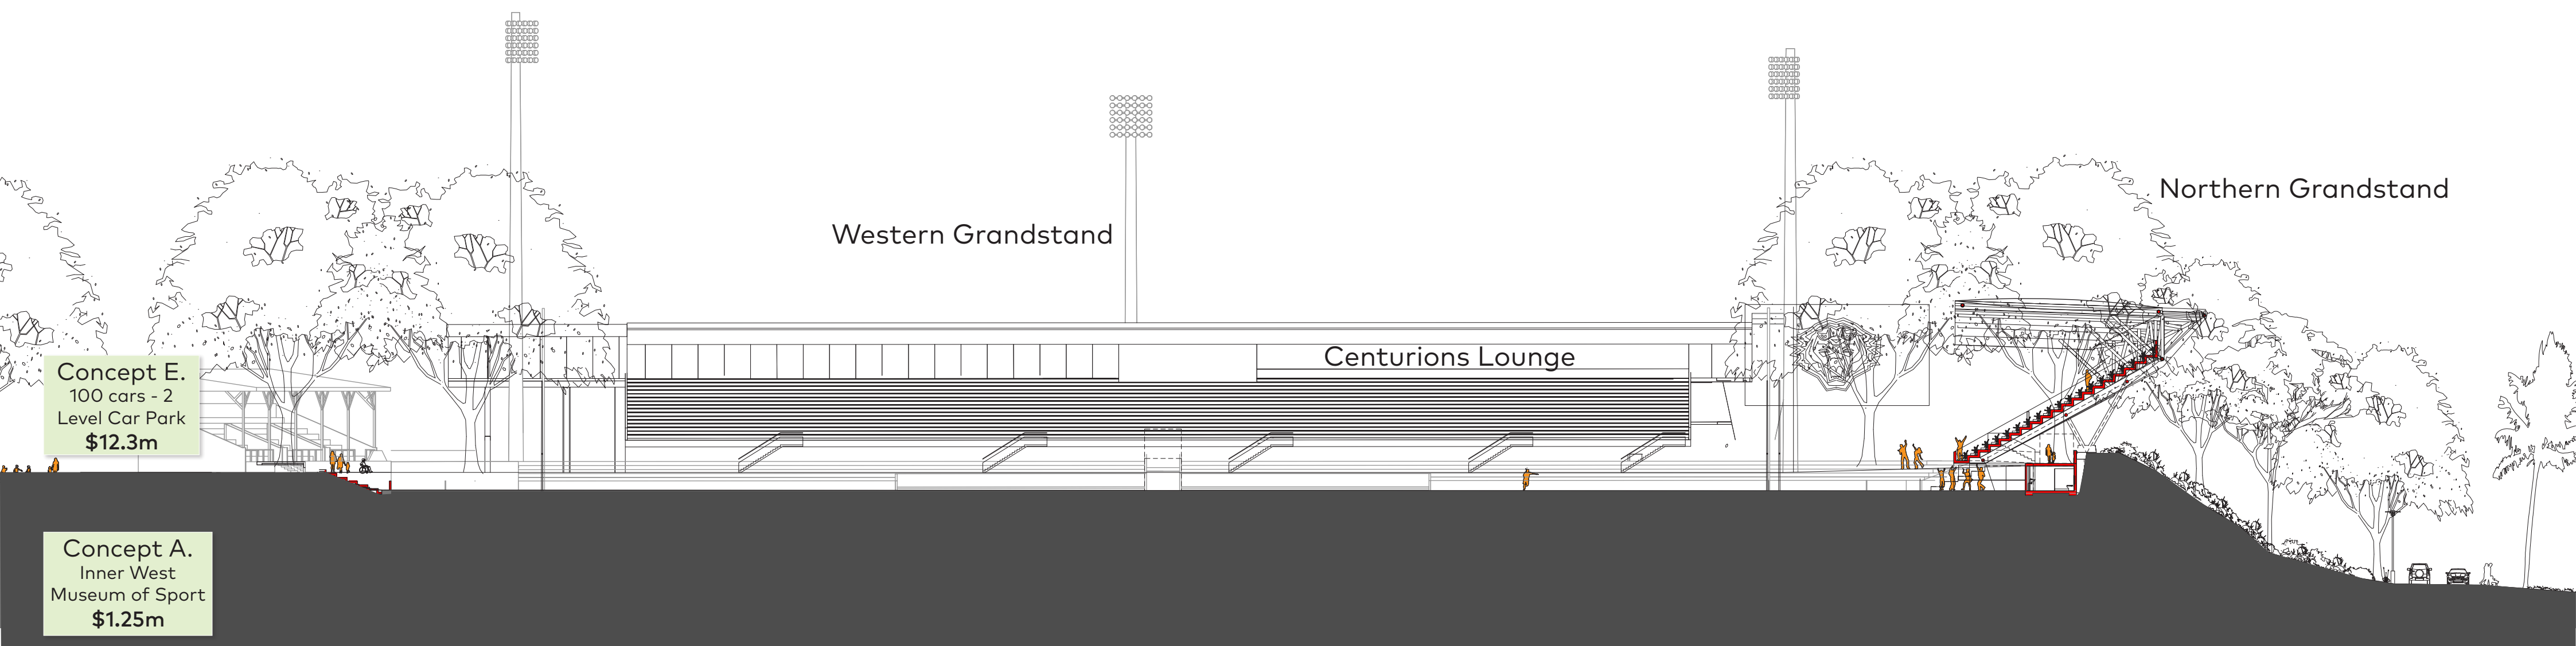 Northern Grandstand
Western Grandstand
Centurions Lounge
Concept E.
100 cars - 2
Level Car Park
$12.3m
Concept A.
Inner West
Museum of Sport
$1.25m